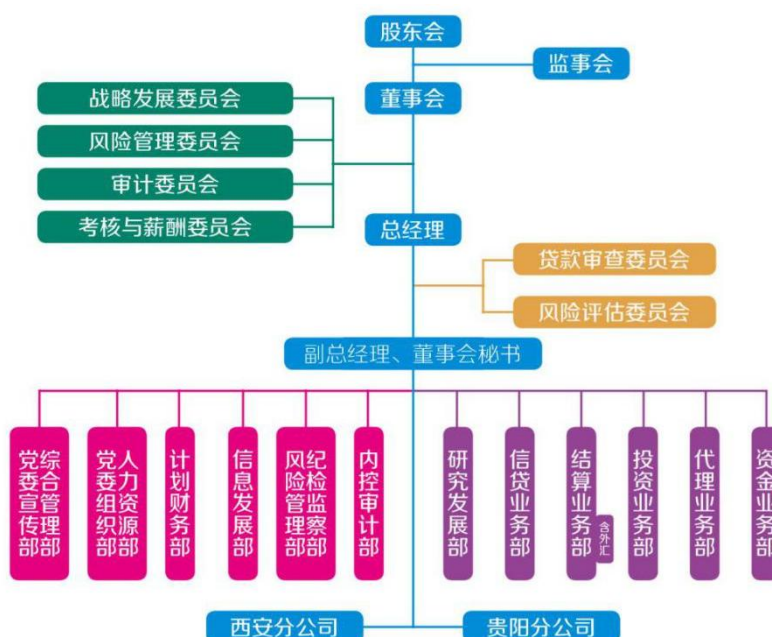 股东会
监事会
董事会
战略发展委员会
风险管理委员会
审计委员会
考核与薪酬委员会
总经理
贷款审查委员会
风险评估委员会
副总经理、董事会秘书
综合管理部
党委宣传部
人力资源部
党委组织部
计划财务部
信息发展部
纪检监察部
风险管理部
内控审计部
研究发展部
信贷业务部
结算业务部
含外汇
投资业务部
代理业务部
资金业务部
西安分公司
贵阳分公司